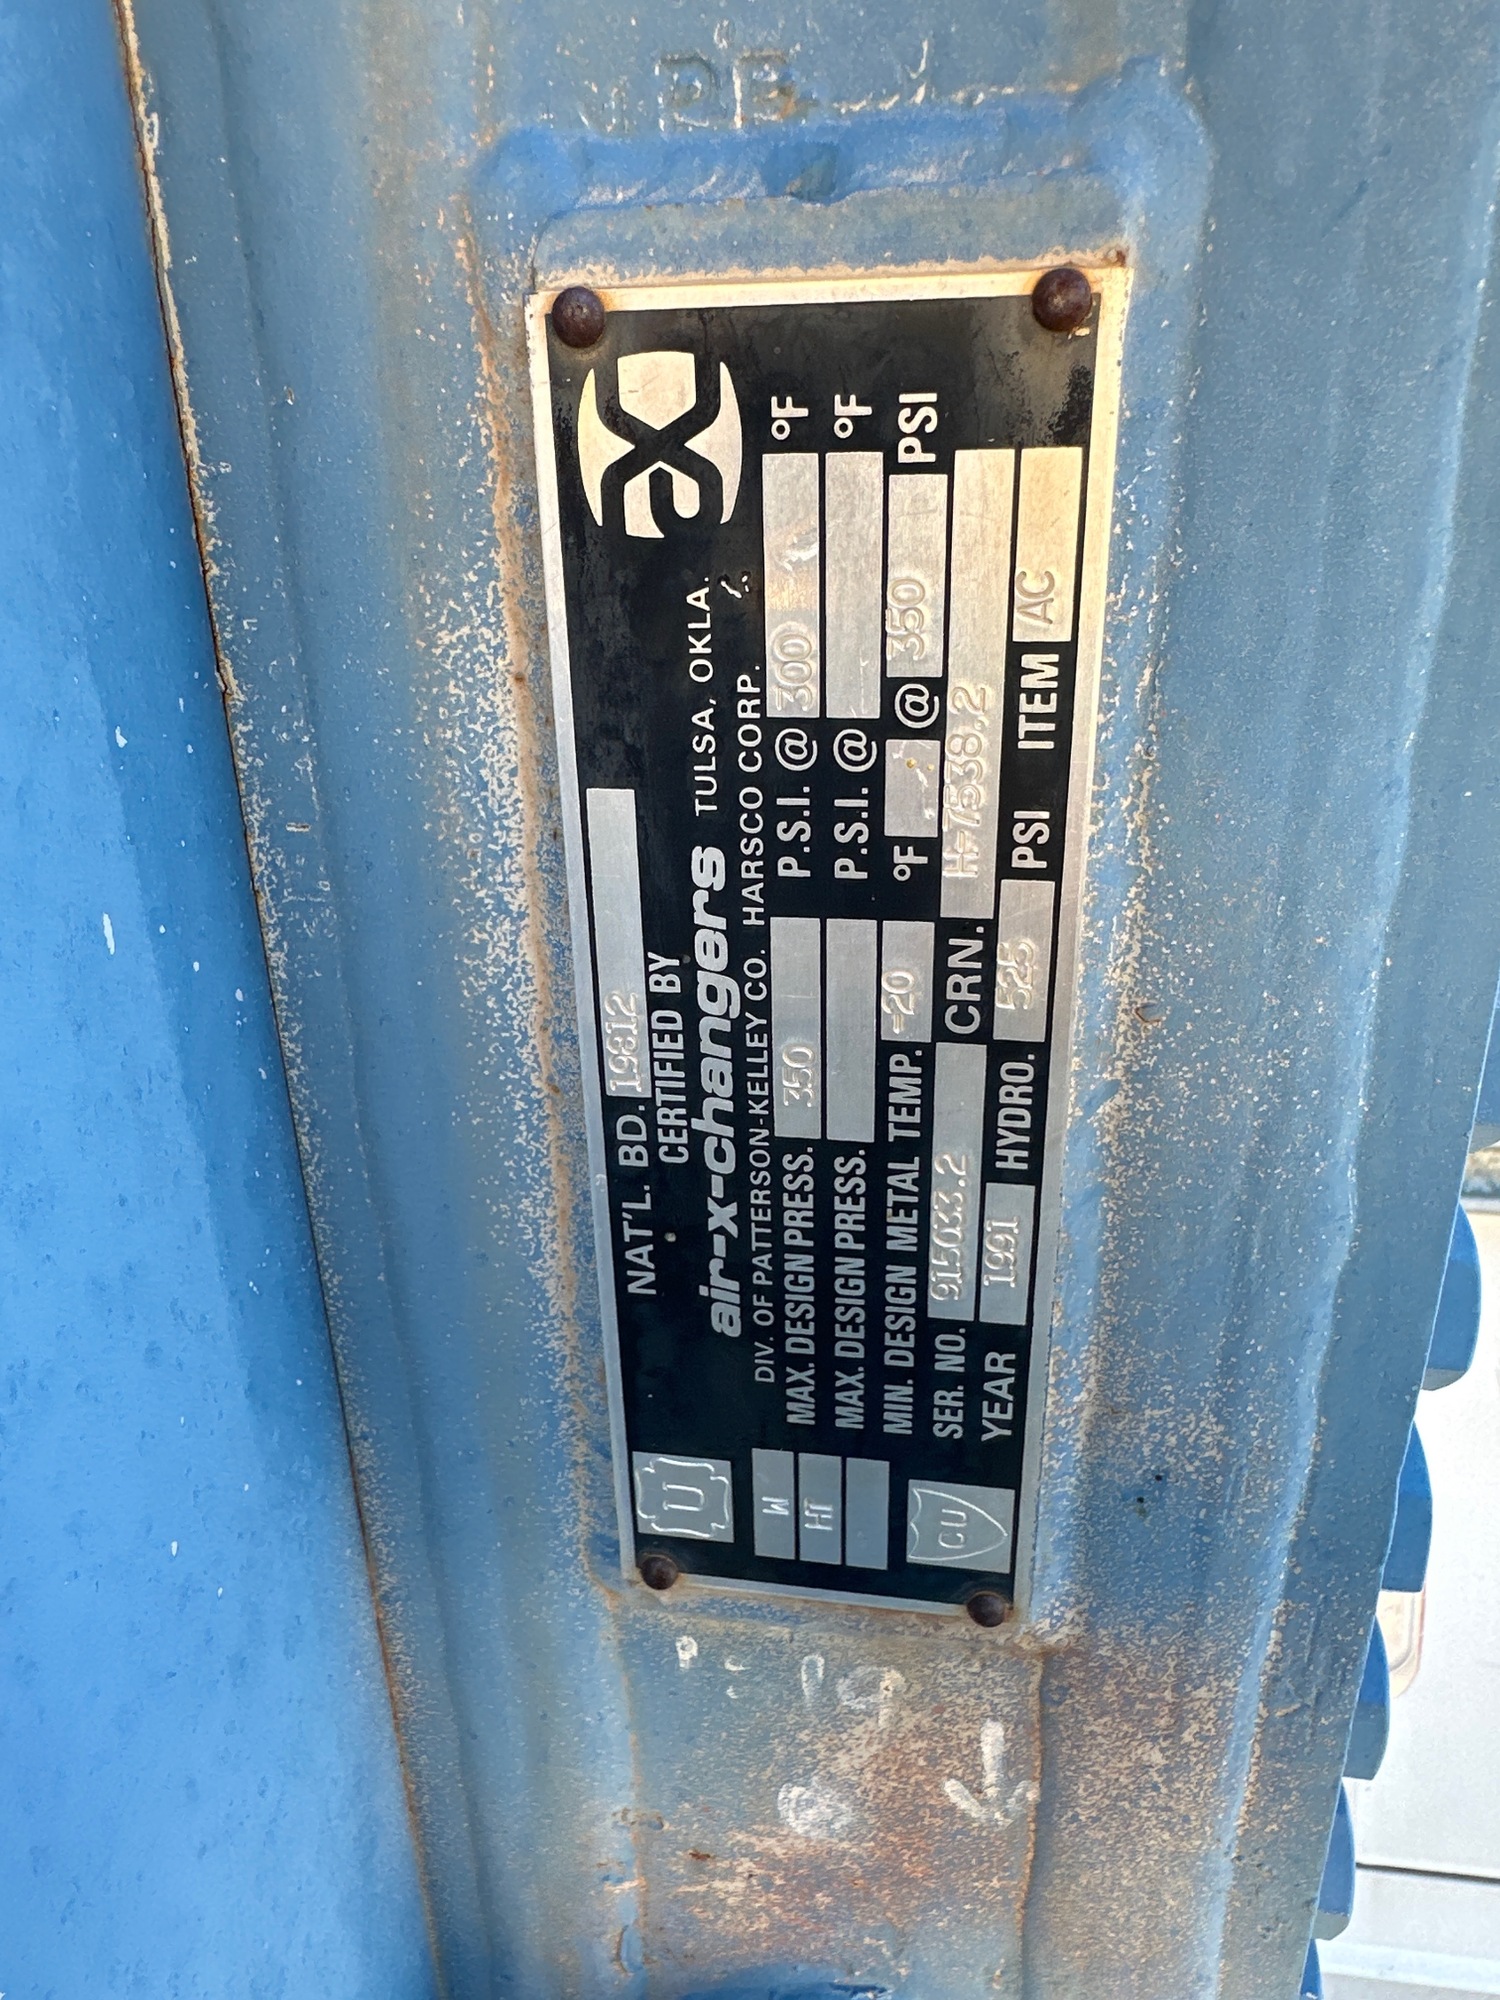 NAT'L. BD. 19812
CERTIFIED BY
air-x-changers TULSA, OKLA.
DIV. OF PATTERSON-KELLEY CO. HARSCO CORP.
U
W
HT
CU
MAX. DESIGN PRESS. 350 P.S.I. @ 300 °F
MAX. DESIGN PRESS. P.S.I. @ °F
MIN. DESIGN METAL TEMP. -20 °F @ 350 PSI
SER. NO. 915033.2 CRN. H-7538.2
YEAR 1991 HYDRO. 525 PSI ITEM AC